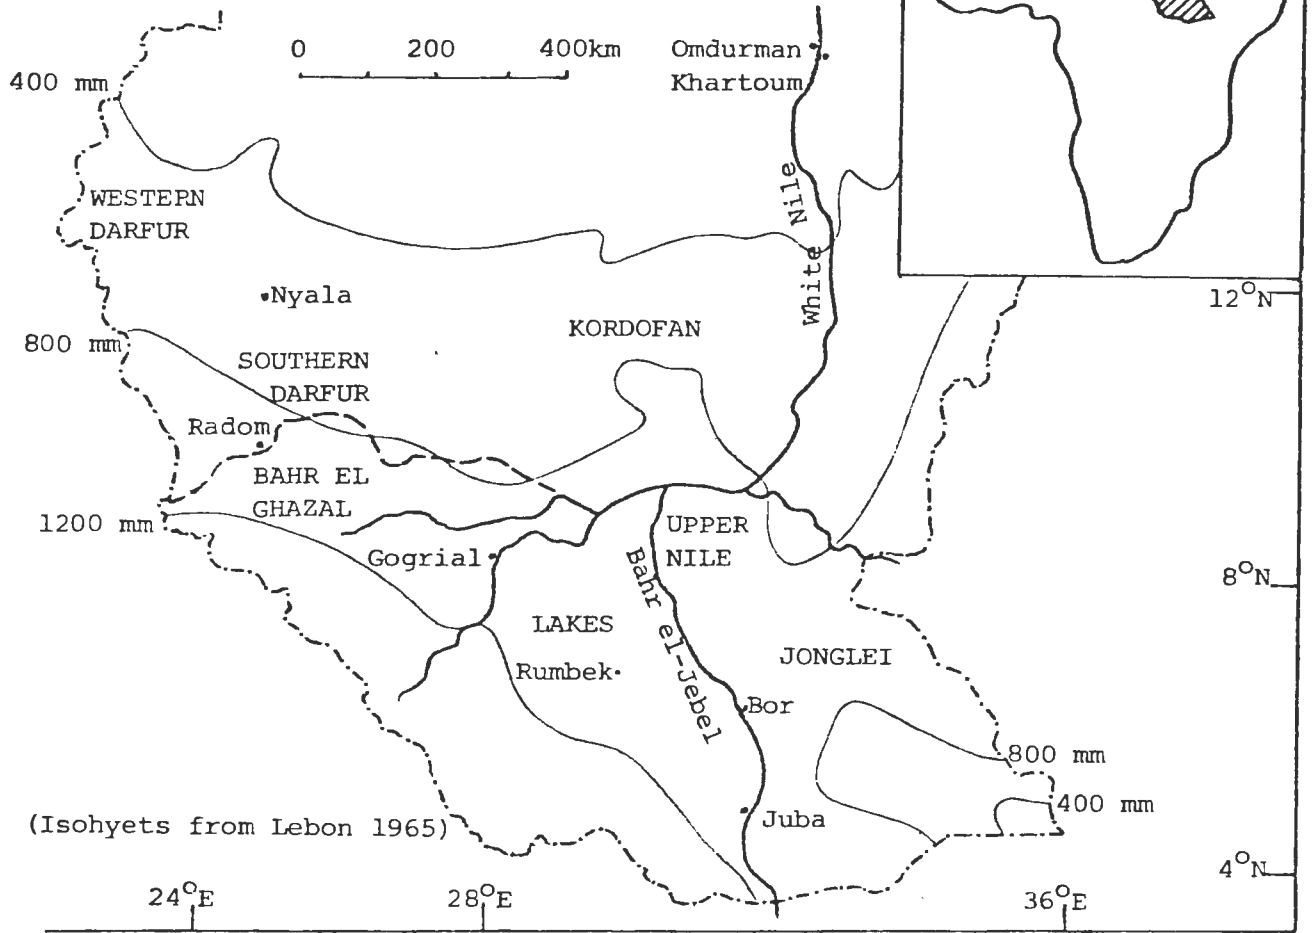 0 200 400km
Omdurman
Khartoum
400 mm
WESTERN
DARFUR
White Nile
Nyala
12°N
KORDOFAN
800 mm
SOUTHERN
DARFUR
Radom
BAHR EL
GHAZAL
1200 mm
UPPER
NILE
Gogrial
8°N
Bahr el-Jebel
LAKES
JONGLEI
Rumbek
Bor
800 mm
400 mm
Juba
(Isohyets from Lebon 1965)
4°N
24°E
28°E
36°E